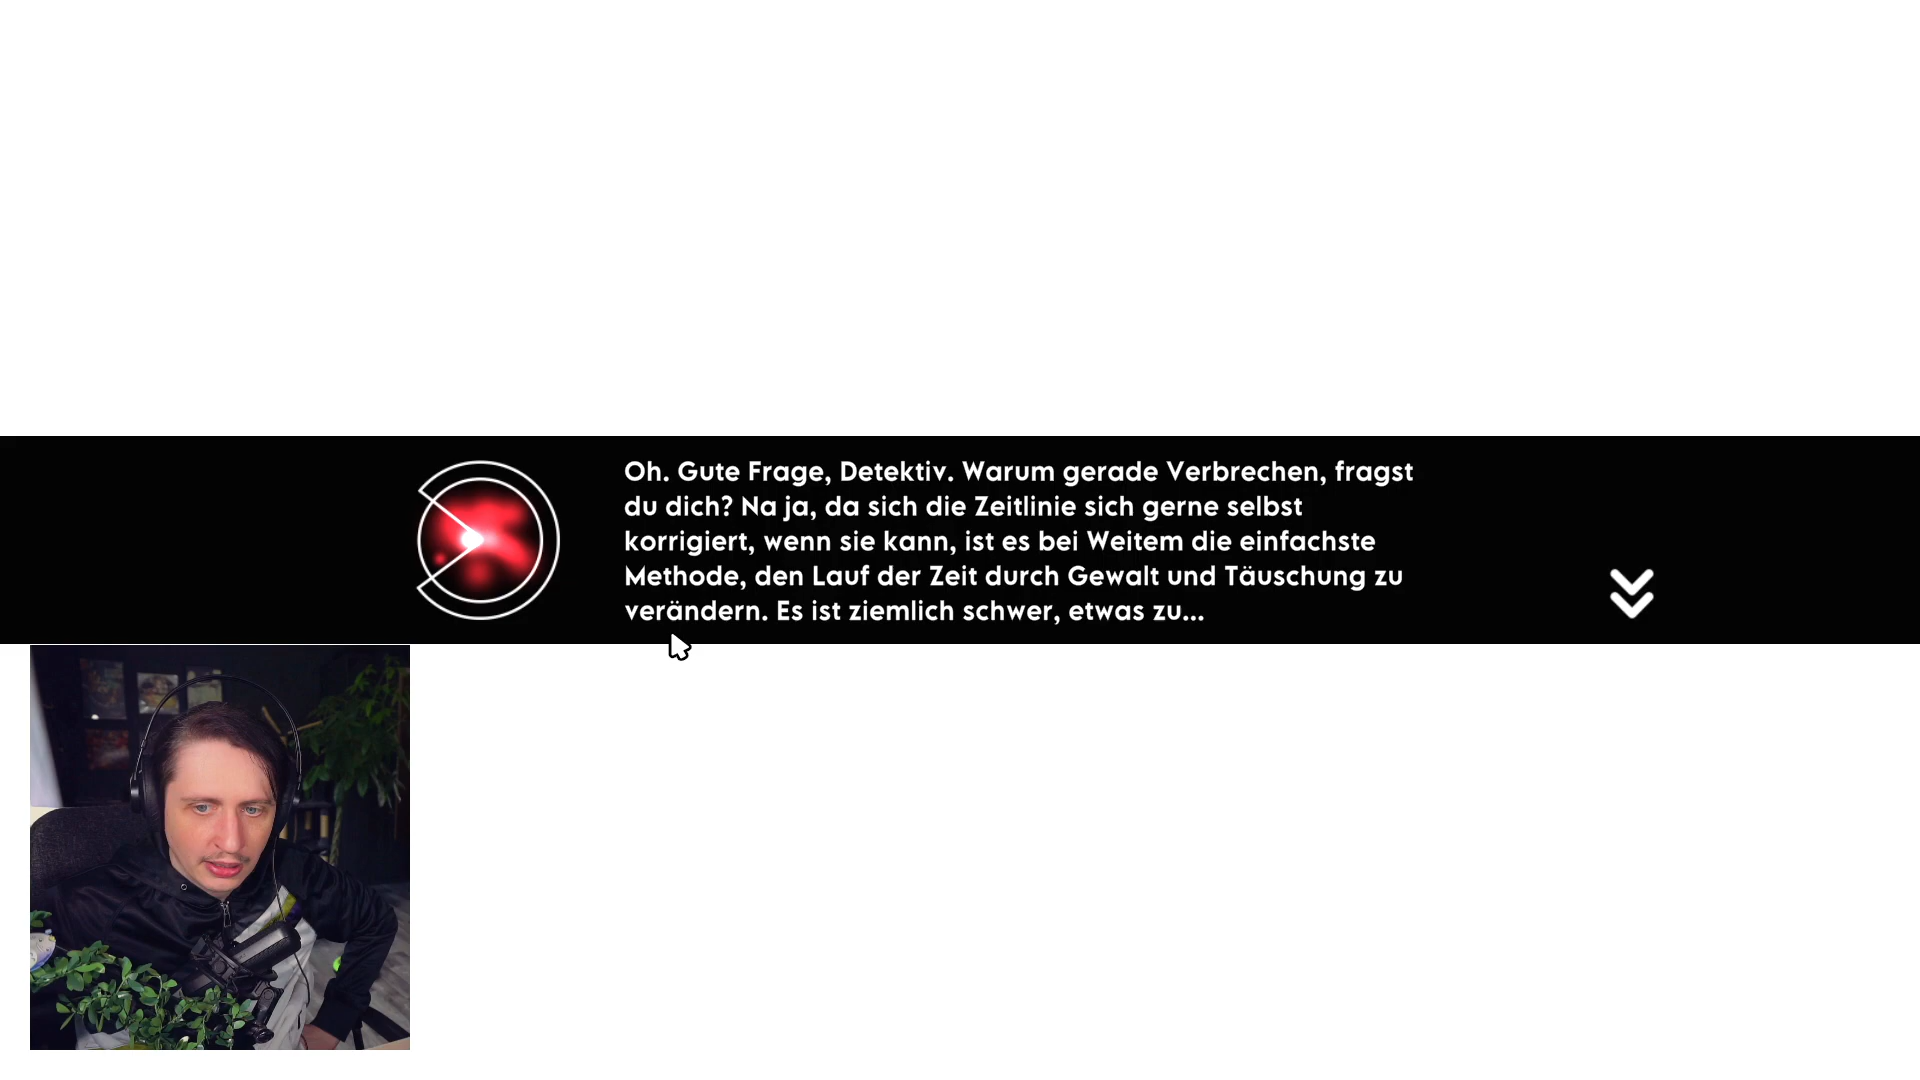 Oh. Gute Frage, Detektiv. Warum gerade Verbrechen, fragst
du dich? Na ja, da sich die Zeitlinie sich gerne selbst
korrigiert, wenn sie kann, ist es bei Weitem die einfachste
Methode, den Lauf der Zeit durch Gewalt und Täuschung zu
verändern. Es ist ziemlich schwer, etwas zu...